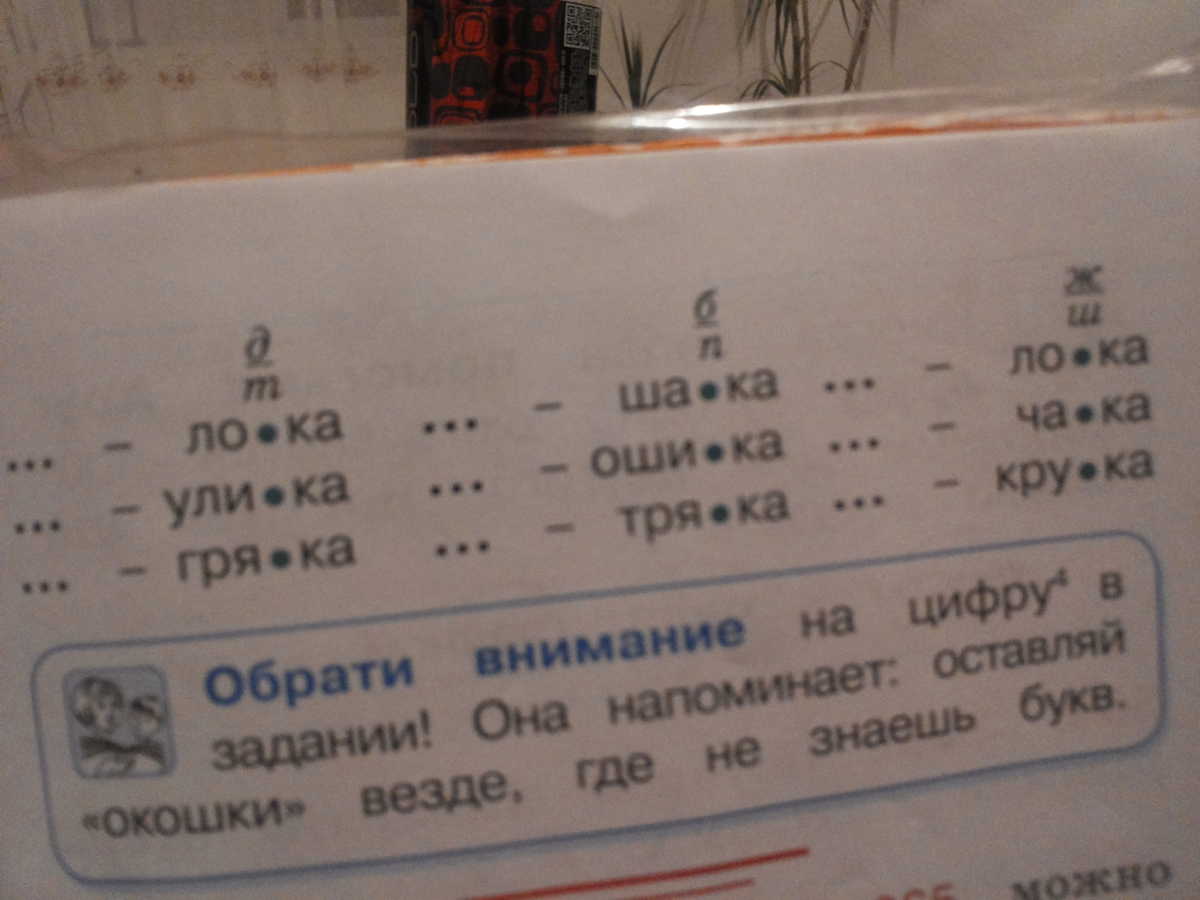 д б ж
т п ш
... – ло•ка ... – ша•ка ... – ло•ка
... – ули•ка ... – оши•ка ... – ча•ка
... – гря•ка ... – тря•ка ... – кру•ка
Обрати внимание на цифру⁴ в
задании! Она напоминает: оставляй
«окошки» везде, где не знаешь букв.
можно